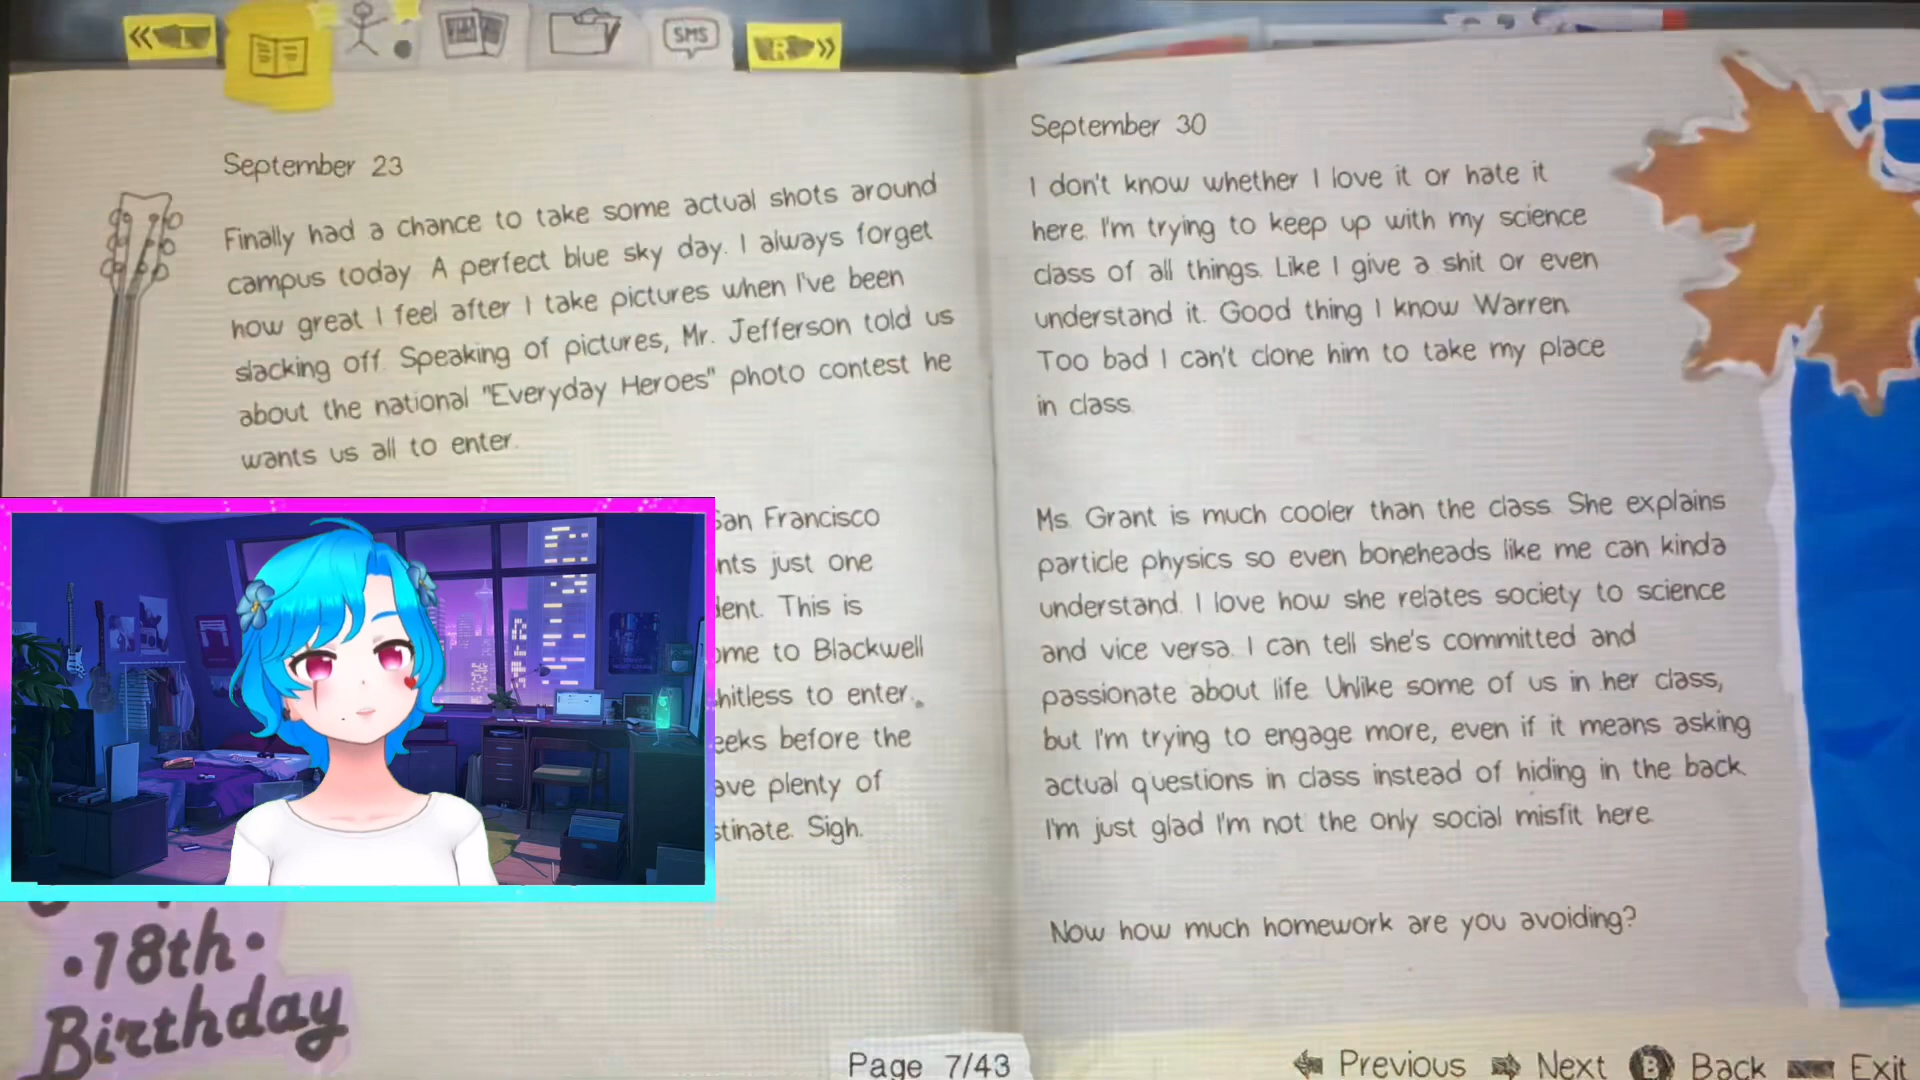 SMS
R
September 23
Finally had a chance to take some actual shots around
campus today. A perfect blue sky day. I always forget
how great I feel after I take pictures when I've been
slacking off. Speaking of pictures, Mr. Jefferson told us
about the national "Everyday Heroes" photo contest he
wants us all to enter.
San Francisco
just one
This is
to Blackwell
to enter.
before the
plenty of
Sigh.
•18th•
Birthday
September 30
I don't know whether I love it or hate it
here. I'm trying to keep up with my science
class of all things. Like I give a shit or even
understand it. Good thing I know Warren.
Too bad I can't clone him to take my place
in class.
Ms. Grant is much cooler than the class. She explains
particle physics so even boneheads like me can kinda
understand. I love how she relates society to science
and vice versa. I can tell she's committed and
passionate about life. Unlike some of us in her class,
but I'm trying to engage more, even if it means asking
actual questions in class instead of hiding in the back.
I'm just glad I'm not the only social misfit here.
Now how much homework are you avoiding?
Page 7/43
Previous Next B Back Exit